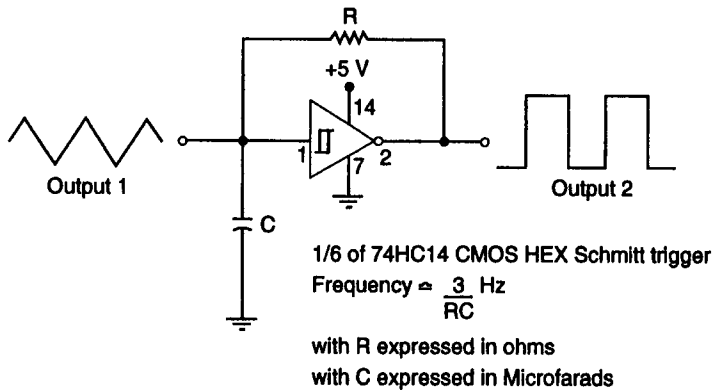 R
+5 V
14
1
2
7
Output 1
Output 2
C
1/6 of 74HC14 CMOS HEX Schmitt trigger
Frequency ≏ 3/RC Hz
with R expressed in ohms
with C expressed in Microfarads